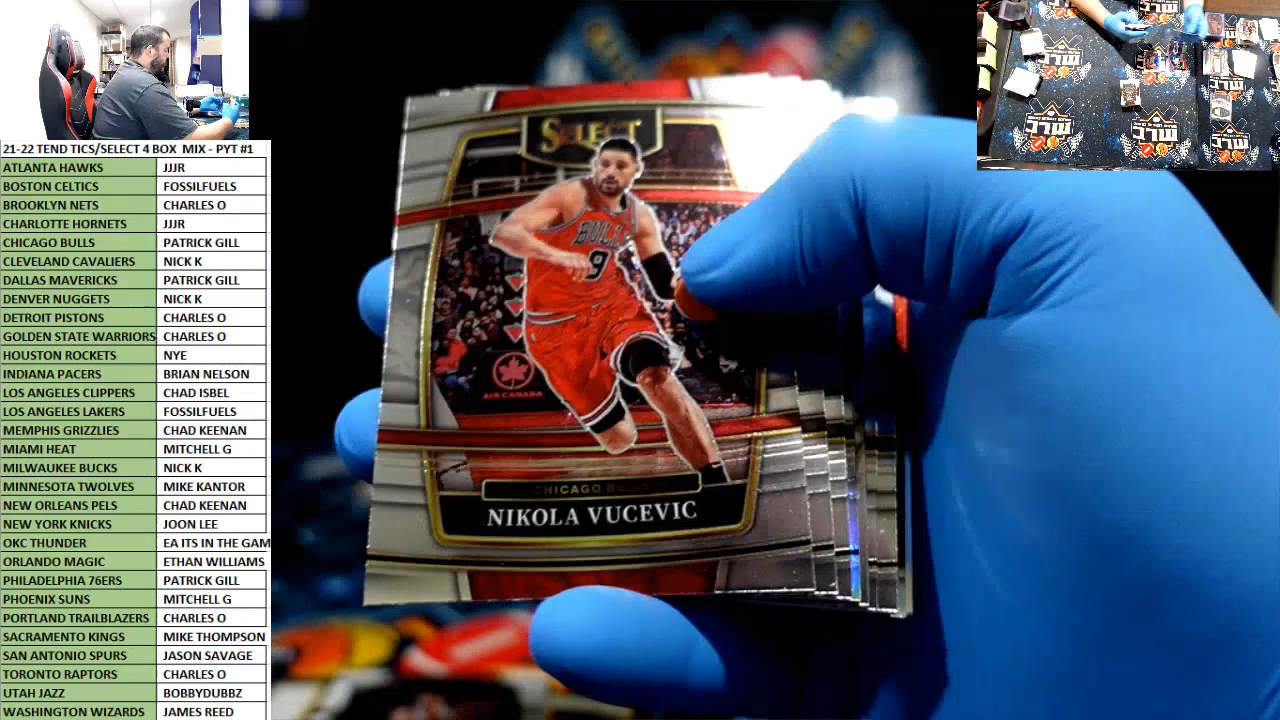 21-22 TEND TICS/SELECT 4 BOX MIX - PYT #1
ATLANTA HAWKS JJJR
BOSTON CELTICS FOSSILFUELS
BROOKLYN NETS CHARLES O
CHARLOTTE HORNETS JJJR
CHICAGO BULLS PATRICK GILL
CLEVELAND CAVALIERS NICK K
DALLAS MAVERICKS PATRICK GILL
DENVER NUGGETS NICK K
DETROIT PISTONS CHARLES O
GOLDEN STATE WARRIORS CHARLES O
HOUSTON ROCKETS NYE
INDIANA PACERS BRIAN NELSON
LOS ANGELES CLIPPERS CHAD ISBEL
LOS ANGELES LAKERS FOSSILFUELS
MEMPHIS GRIZZLIES CHAD KEENAN
MIAMI HEAT MITCHELL G
MILWAUKEE BUCKS NICK K
MINNESOTA TWOLVES MIKE KANTOR
NEW ORLEANS PELS CHAD KEENAN
NEW YORK KNICKS JOON LEE
OKC THUNDER EA ITS IN THE GAM
ORLANDO MAGIC ETHAN WILLIAMS
PHILADELPHIA 76ERS PATRICK GILL
PHOENIX SUNS MITCHELL G
PORTLAND TRAILBLAZERS CHARLES O
SACRAMENTO KINGS MIKE THOMPSON
SAN ANTONIO SPURS JASON SAVAGE
TORONTO RAPTORS CHARLES O
UTAH JAZZ BOBBYDUBBZ
WASHINGTON WIZARDS JAMES REED
SELECT
BULLS
9
AIR CANADA
CHICAGO BULLS
NIKOLA VUCEVIC